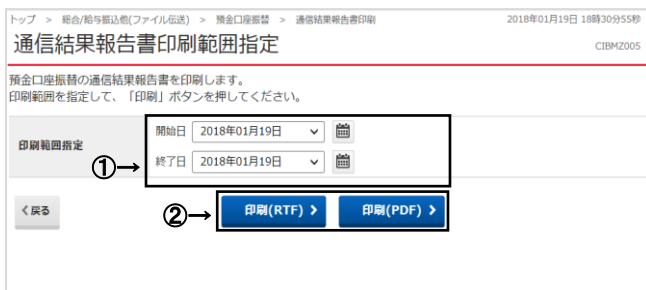 トップ > 総合/給与振込他(ファイル伝送) > 預金口座振替 > 通信結果報告書印刷
2018年01月19日 18時30分55秒
通信結果報告書印刷範囲指定
CIBMZ005
預金口座振替の通信結果報告書を印刷します。
印刷範囲を指定して、「印刷」ボタンを押してください。
印刷範囲指定
開始日 2018年01月19日
①→
終了日 2018年01月19日
く戻る
②→
印刷(RTF) >
印刷(PDF) >